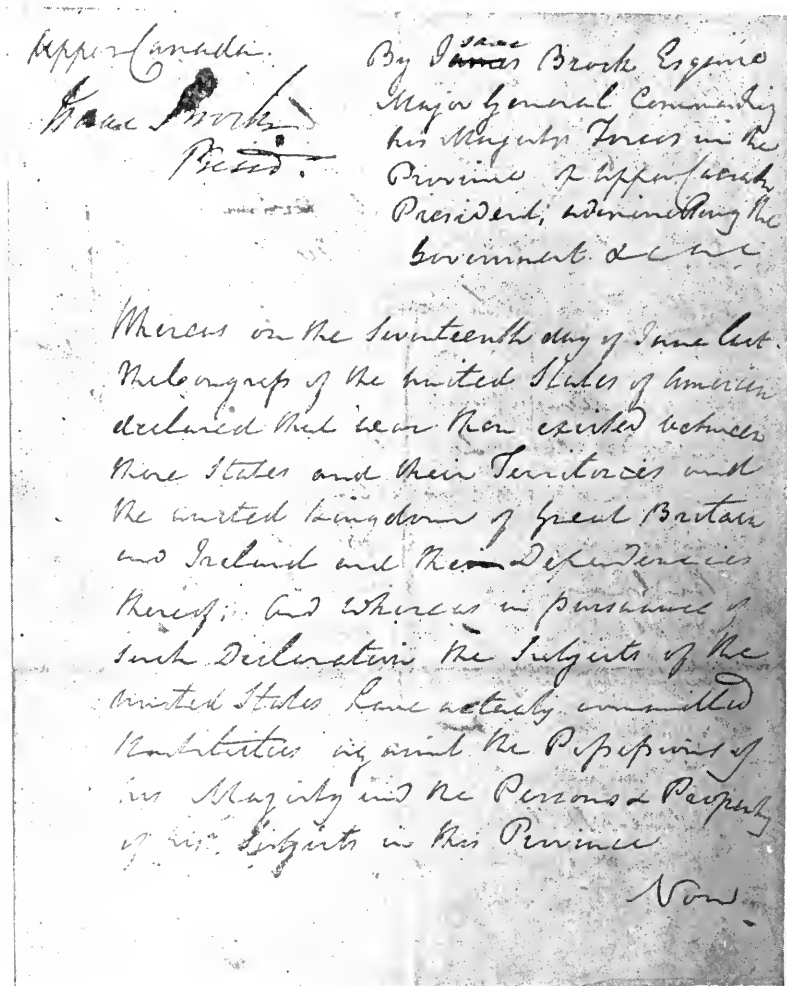 Upper Canada.
Isaac Brock
Presid.
By Isaac Brock Esquire
Major General Commanding
his Majestys Forces in the
Province of Upper Canada
President, administering the
Government &c &c &c
Whereas on the Seventeenth day of June last.
The Congress of the united States of America
declared that war then existed between
those States and their Territories and
the united Kingdom of Great Britain
and Ireland and the Dependencies
thereof; And whereas in pursuance of
such Declaration the Subjects of the
united States have actually committed
Hostilities against the Possessions of
his Majesty and the Persons & Property
of his Subjects in this Province
Now